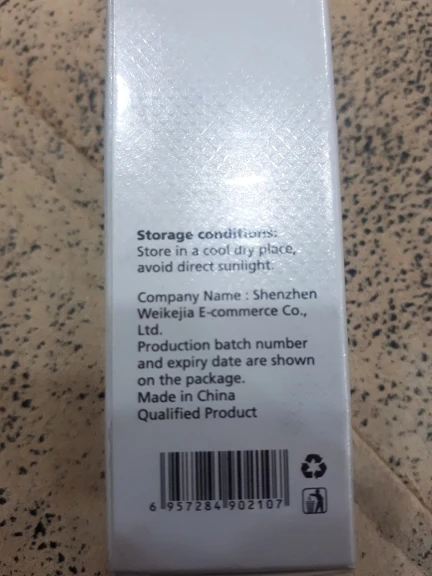 Storage conditions:
Store in a cool dry place,
avoid direct sunlight.
Company Name : Shenzhen
Weikejia E-commerce Co.,
Ltd.
Production batch number
and expiry date are shown
on the package.
Made in China
Qualified Product
6 957284 902107